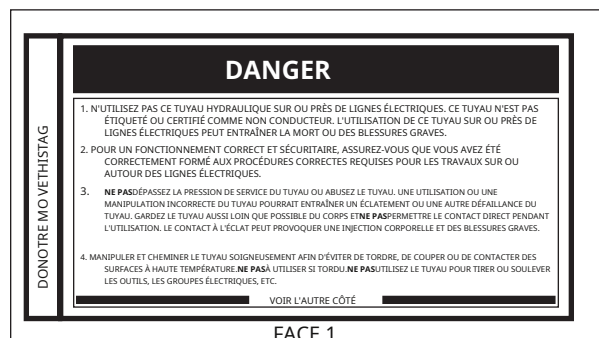 DANGER
DONOTRE MO VETHISTAG
1. N'UTILISEZ PAS CE TUYAU HYDRAULIQUE SUR OU PRÈS DE LIGNES ÉLECTRIQUES. CE TUYAU N'EST PAS
ÉTIQUETÉ OU CERTIFIÉ COMME NON CONDUCTEUR. L'UTILISATION DE CE TUYAU SUR OU PRÈS DE
LIGNES ÉLECTRIQUES PEUT ENTRAÎNER LA MORT OU DES BLESSURES GRAVES.
2. POUR UN FONCTIONNEMENT CORRECT ET SÉCURITAIRE, ASSUREZ-VOUS QUE VOUS AVEZ ÉTÉ
CORRECTEMENT FORMÉ AUX PROCÉDURES CORRECTES REQUISES POUR LES TRAVAUX SUR OU
AUTOUR DES LIGNES ÉLECTRIQUES.
3. NE PASDÉPASSEZ LA PRESSION DE SERVICE DU TUYAU OU ABUSEZ LE TUYAU. UNE UTILISATION OU UNE
MANIPULATION INCORRECTE DU TUYAU POURRAIT ENTRAÎNER UN ÉCLATEMENT OU UNE AUTRE DÉFAILLANCE DU
TUYAU. GARDEZ LE TUYAU AUSSI LOIN QUE POSSIBLE DU CORPS ETNE PASPERMETTRE LE CONTACT DIRECT PENDANT
L'UTILISATION. LE CONTACT À L'ÉCLAT PEUT PROVOQUER UNE INJECTION CORPORELLE ET DES BLESSURES GRAVES.
4. MANIPULER ET CHEMINER LE TUYAU SOIGNEUSEMENT AFIN D'ÉVITER DE TORDRE, DE COUPER OU DE CONTACTER DES
SURFACES À HAUTE TEMPÉRATURE.NE PASÀ UTILISER SI TORDU.NE PASUTILISEZ LE TUYAU POUR TIRER OU SOULEVER
LES OUTILS, LES GROUPES ÉLECTRIQUES, ETC.
VOIR L'AUTRE CÔTÉ
FACE 1